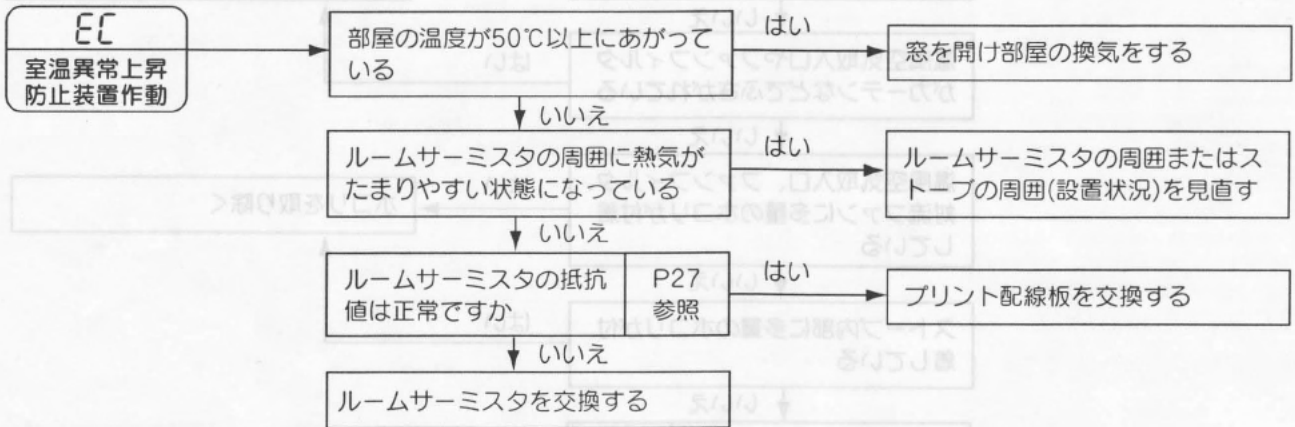 EC
室温異常上昇
防止装置作動
部屋の温度が50℃以上にあがって
いる
はい
窓を開け部屋の換気をする
いいえ
ルームサーミスタの周囲に熱気が
たまりやすい状態になっている
はい
ルームサーミスタの周囲またはス
トーブの周囲(設置状況)を見直す
いいえ
ルームサーミスタの抵抗
値は正常ですか
P27
参照
はい
プリント配線板を交換する
いいえ
ルームサーミスタを交換する